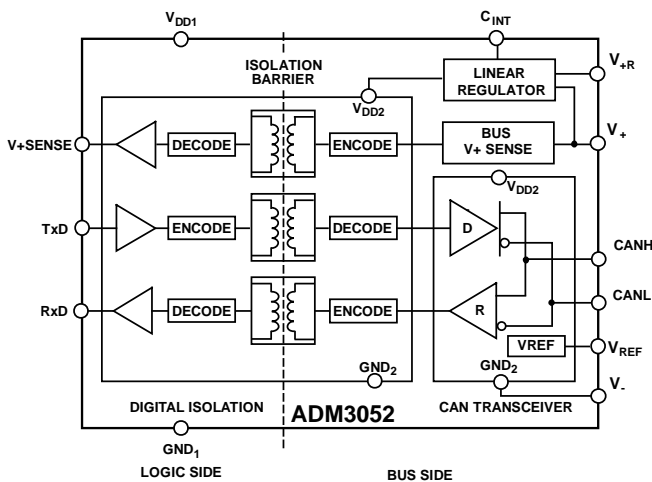 VDD1
CINT
ISOLATION
BARRIER
LINEAR
REGULATOR
V+R
VDD2
V+SENSE
DECODE
ENCODE
BUS
V+ SENSE
V+
VDD2
TxD
ENCODE
DECODE
D
CANH
CANL
RxD
DECODE
ENCODE
R
VREF
VREF
GND2
GND2
V-
DIGITAL ISOLATION
ADM3052
CAN TRANSCEIVER
GND1
LOGIC SIDE
BUS SIDE